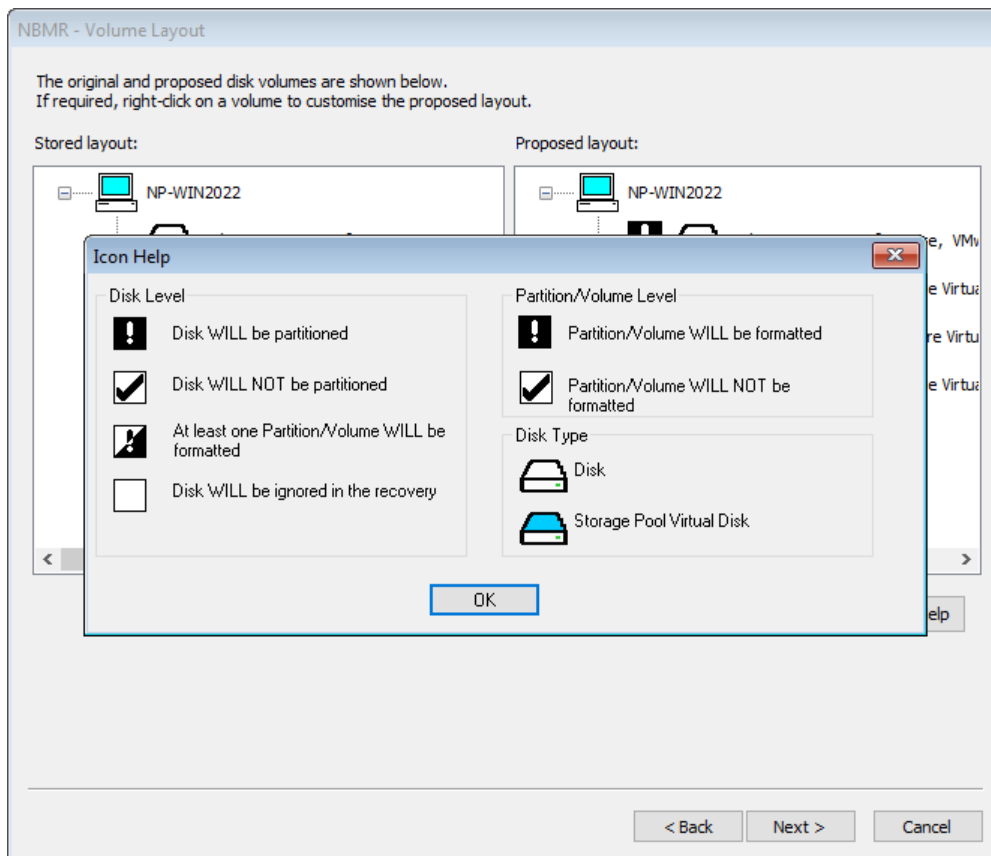 NBMR - Volume Layout
The original and proposed disk volumes are shown below.
If required, right-click on a volume to customise the proposed layout.
Stored layout:
Proposed layout:
NP-WIN2022
NP-WIN2022
Icon Help
Disk Level
Disk WILL be partitioned
Disk WILL NOT be partitioned
At least one Partition/Volume WILL be
formatted
Disk WILL be ignored in the recovery
Partition/Volume Level
Partition/Volume WILL be formatted
Partition/Volume WILL NOT be
formatted
Disk Type
Disk
Storage Pool Virtual Disk
OK
< Back
Next >
Cancel